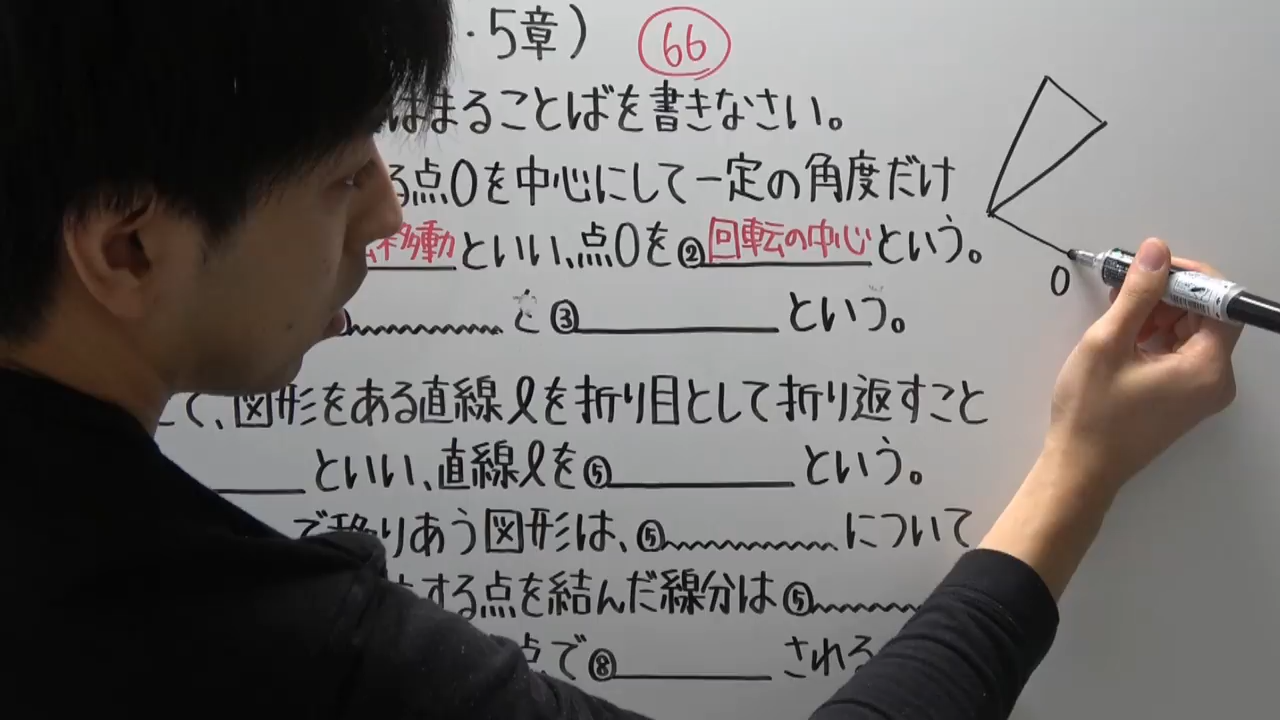 ・5章) 66
はまることばを書きなさい。
る点Oを中心にして一定の角度だけ
移動といい、点Oを②回転の中心という。
と③ という。
て、図形をある直線ℓを折り目として折り返すこと
といい、直線ℓを⑤ という。
で移りあう図形は、⑤ について
する点を結んだ線分は⑤
点で⑧ される
O